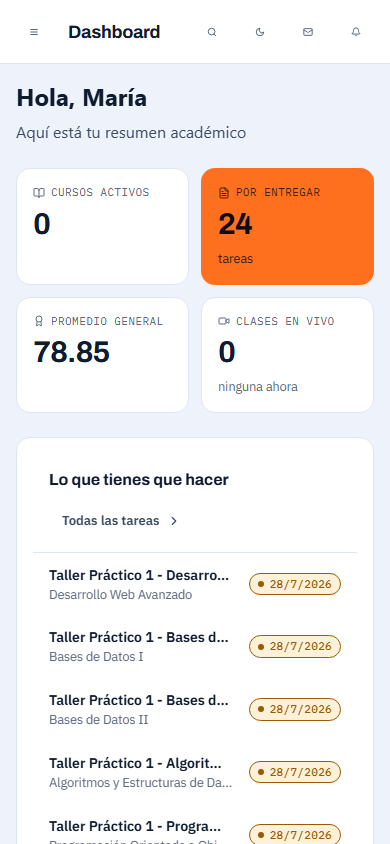 Dashboard
Hola, María
Aquí está tu resumen académico
CURSOS ACTIVOS
0
POR ENTREGAR
24
tareas
PROMEDIO GENERAL
78.85
CLASES EN VIVO
0
ninguna ahora
Lo que tienes que hacer
Todas las tareas
Taller Práctico 1 - Desarro...
Desarrollo Web Avanzado
28/7/2026
Taller Práctico 1 - Bases d...
Bases de Datos I
28/7/2026
Taller Práctico 1 - Bases d...
Bases de Datos II
28/7/2026
Taller Práctico 1 - Algorit...
Algoritmos y Estructuras de Da...
28/7/2026
Taller Práctico 1 - Progra...
28/7/2026